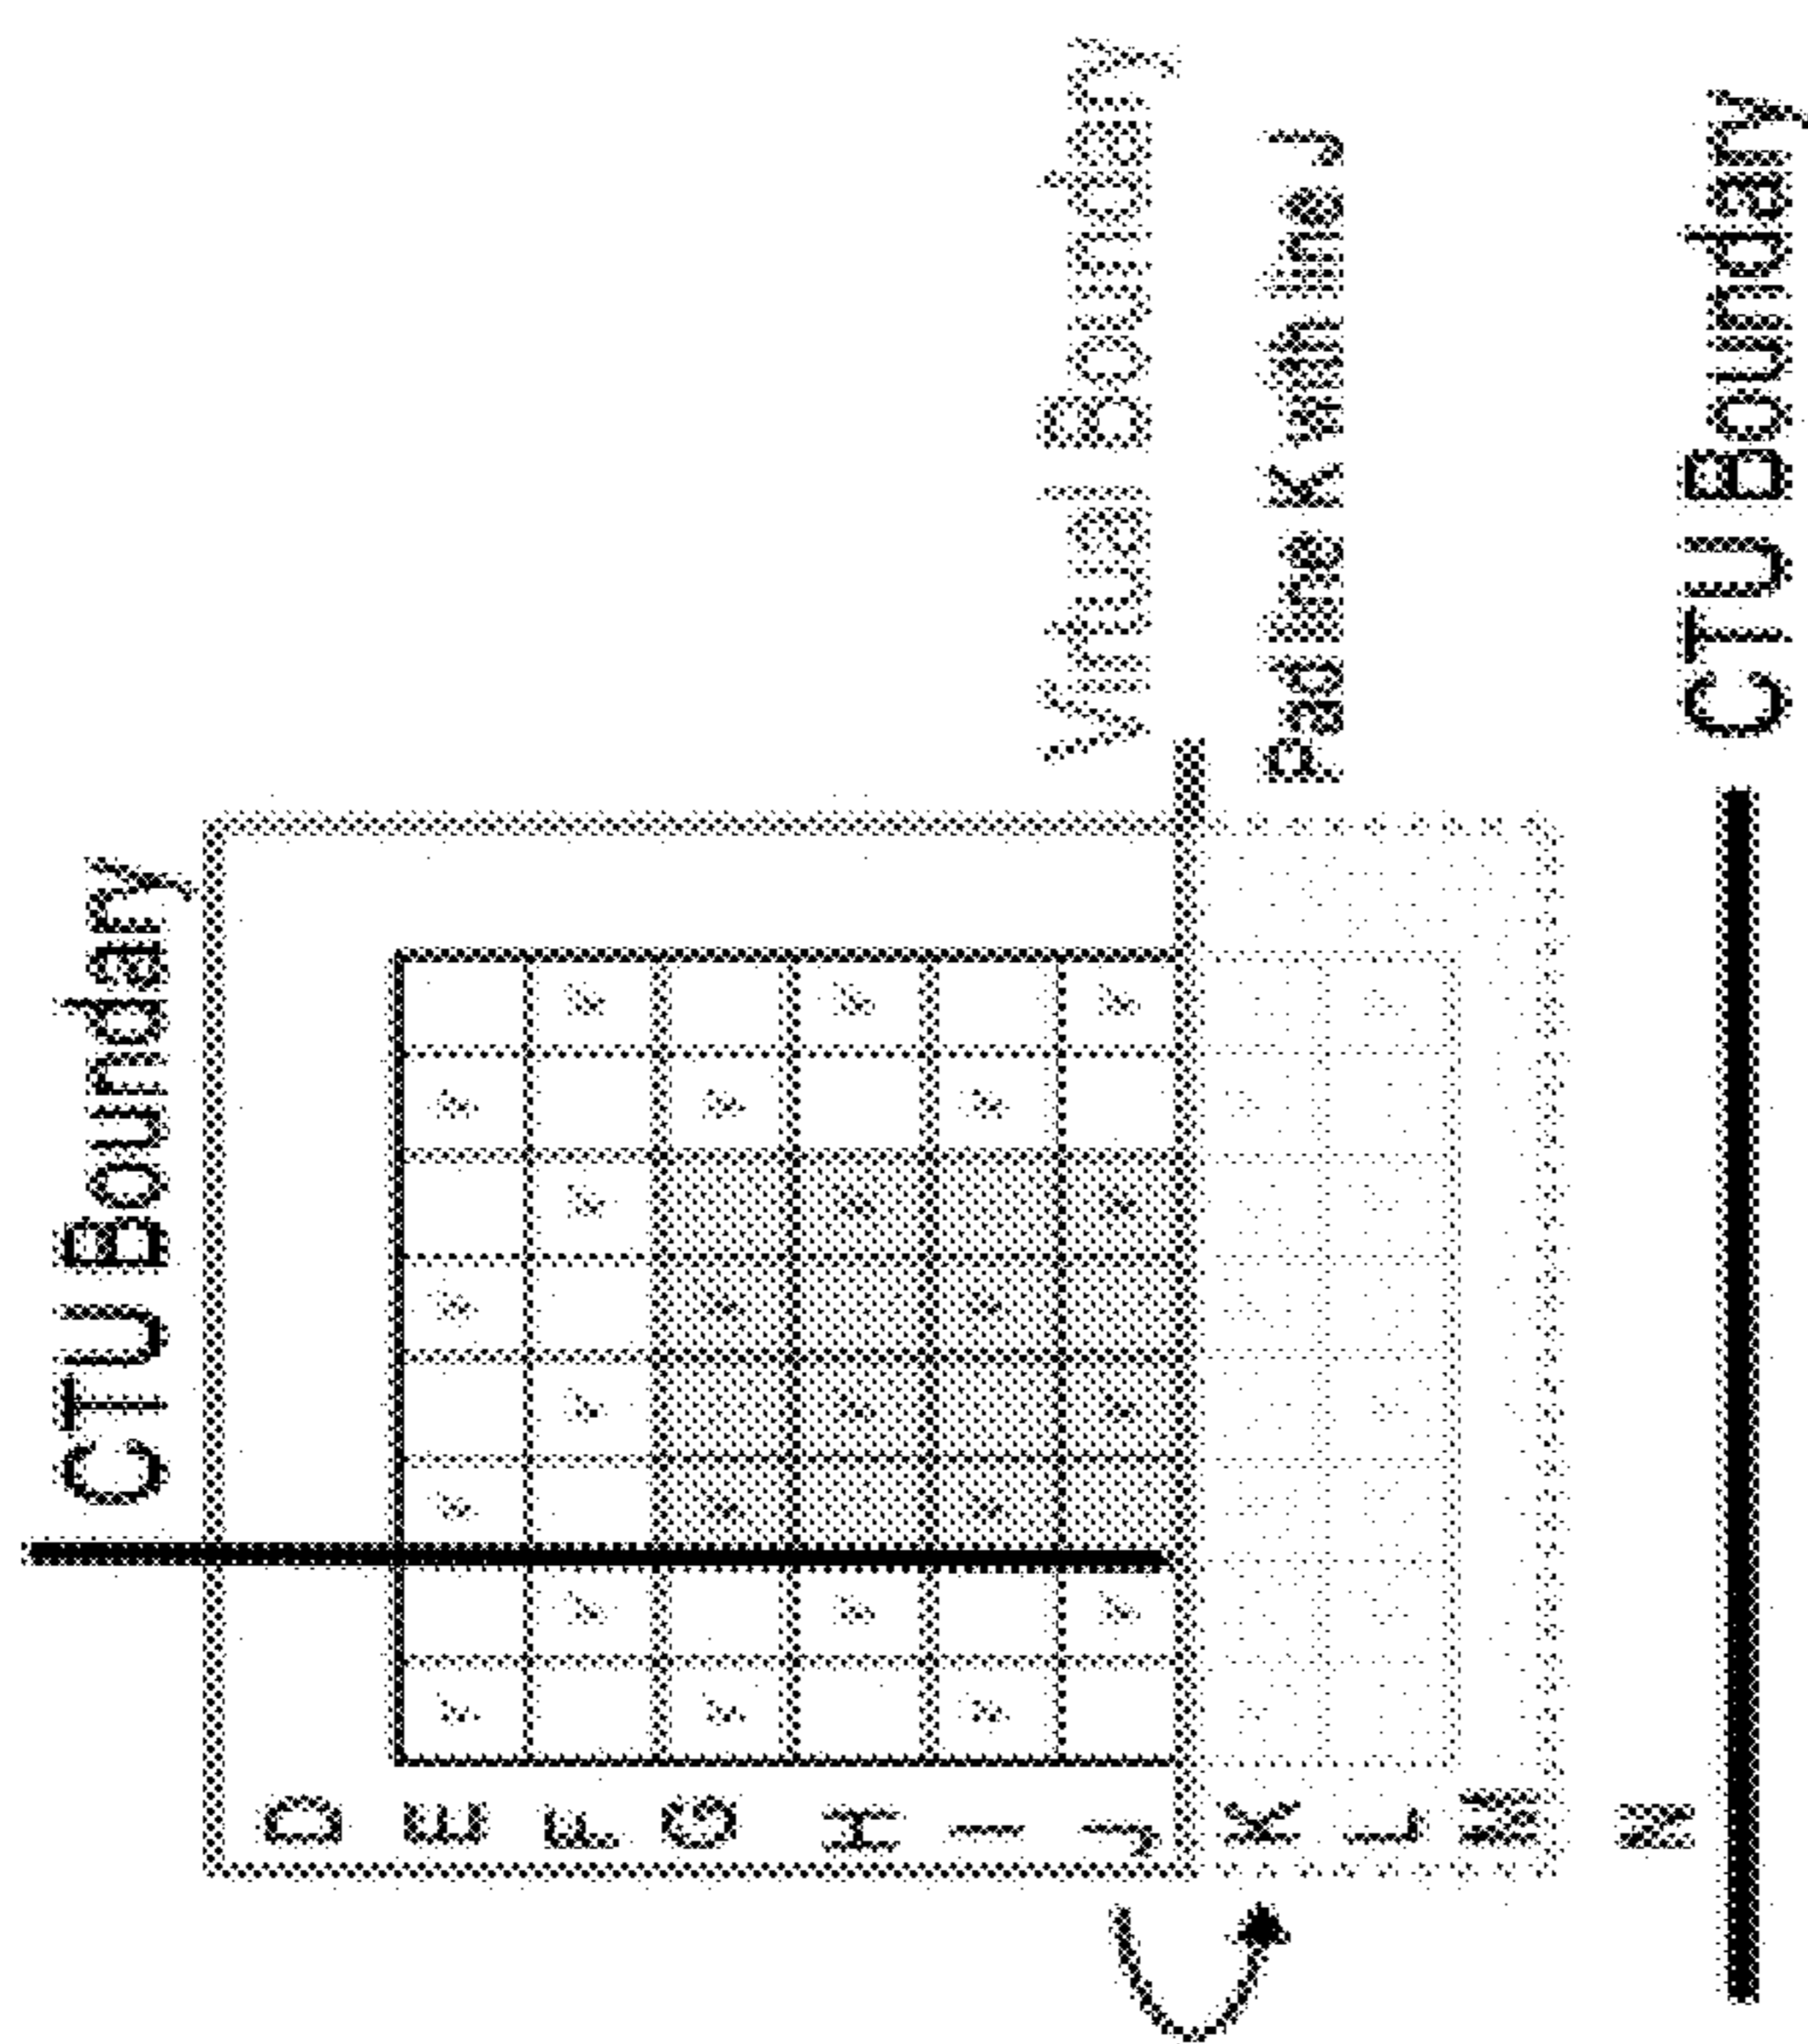 CTU Boundary
Virtual Boundary
Pad line K with line J
CTU Boundary
D
E
F
G
H
I
J
K
L
M
N